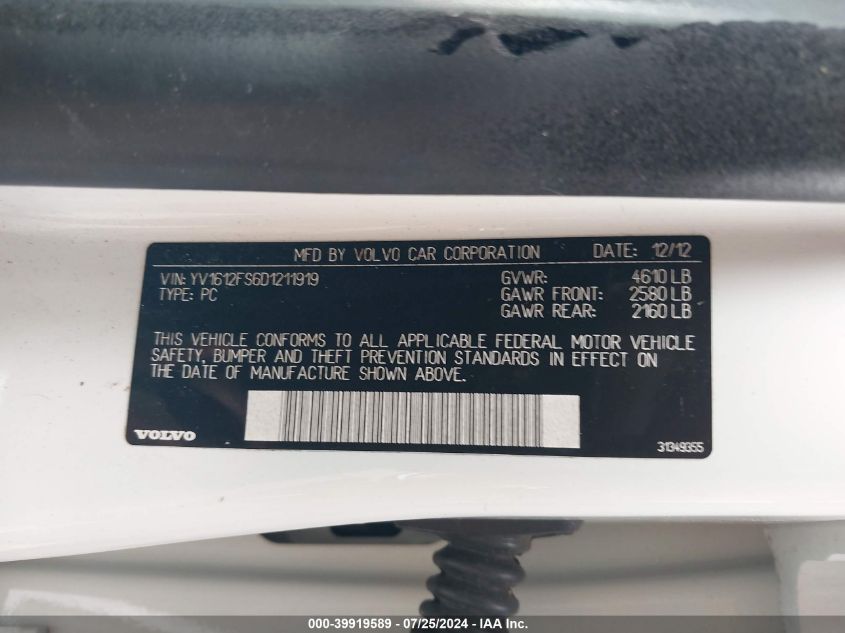 MFD BY VOLVO CAR CORPORATION DATE: 12/12
VIN: YV1612FS6D1211919 GVWR: 4610 LB
TYPE: PC GAWR FRONT: 2580 LB
GAWR REAR: 2160 LB
THIS VEHICLE CONFORMS TO ALL APPLICABLE FEDERAL MOTOR VEHICLE
SAFETY, BUMPER AND THEFT PREVENTION STANDARDS IN EFFECT ON
THE DATE OF MANUFACTURE SHOWN ABOVE.
VOLVO 31349355
000-39919589 - 07/25/2024 - IAA Inc.